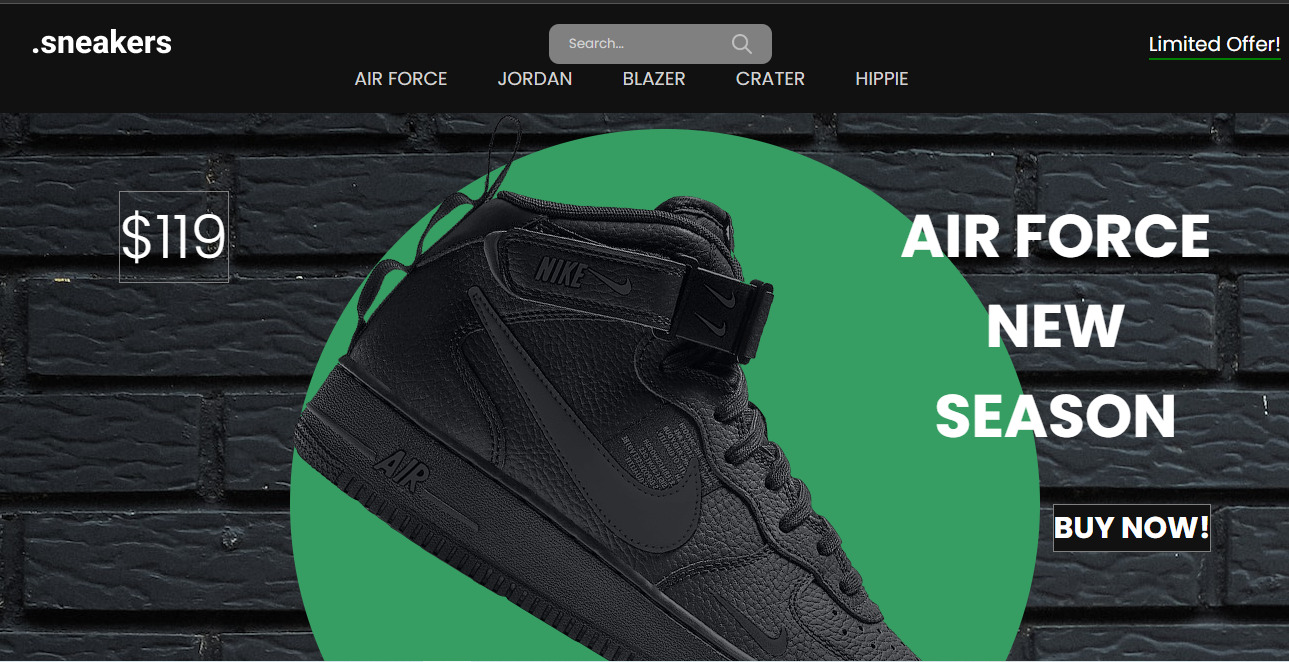 .sneakers
Search...
Limited Offer!
AIR FORCE
JORDAN
BLAZER
CRATER
HIPPIE
$119
NIKE
AIR
AIR FORCE
NEW
SEASON
BUY NOW!